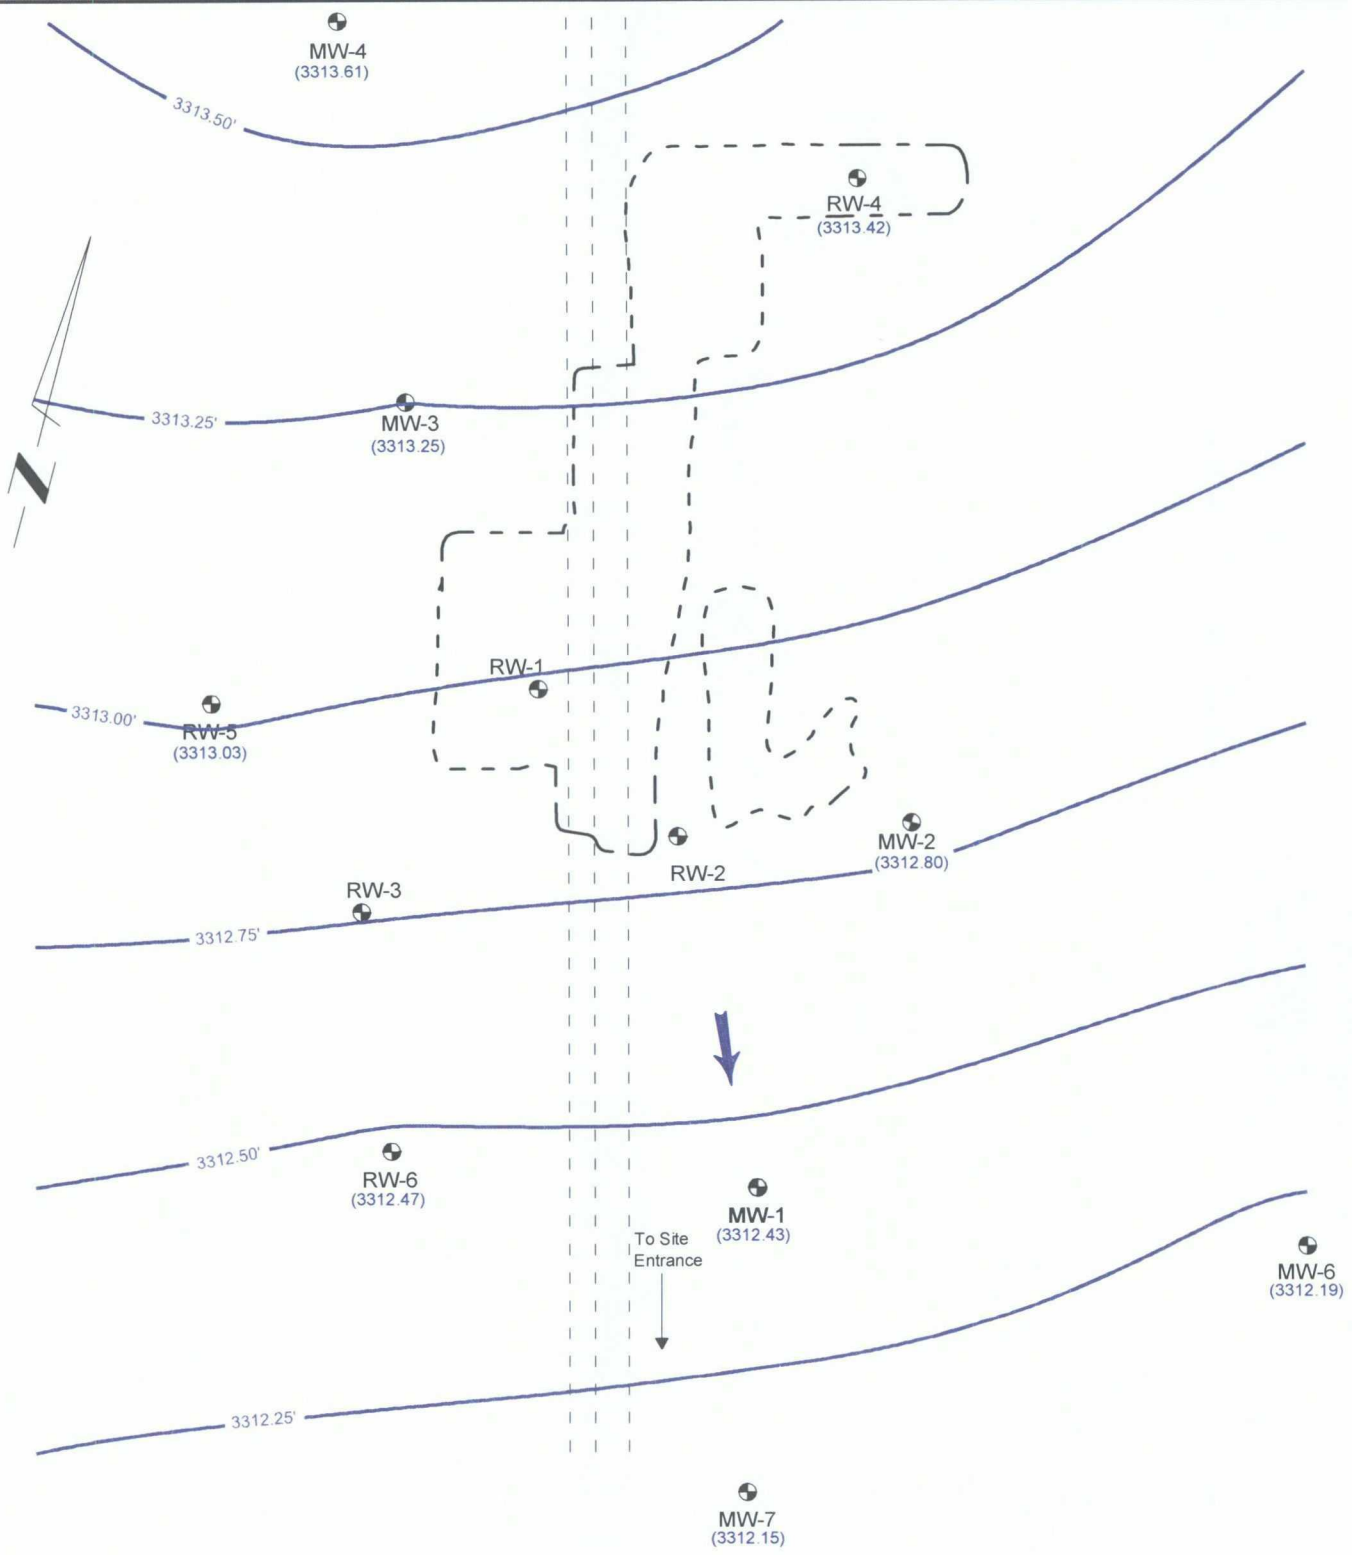 MW-4
(3313.61)
3313.50'
RW-4
(3313.42)
3313.25'
MW-3
(3313.25)
N
RW-1
3313.00'
RW-5
(3313.03)
MW-2
(3312.80)
RW-2
RW-3
3312.75'
3312.50'
RW-6
(3312.47)
MW-1
(3312.43)
To Site
Entrance
MW-6
(3312.19)
3312.25'
MW-7
(3312.15)